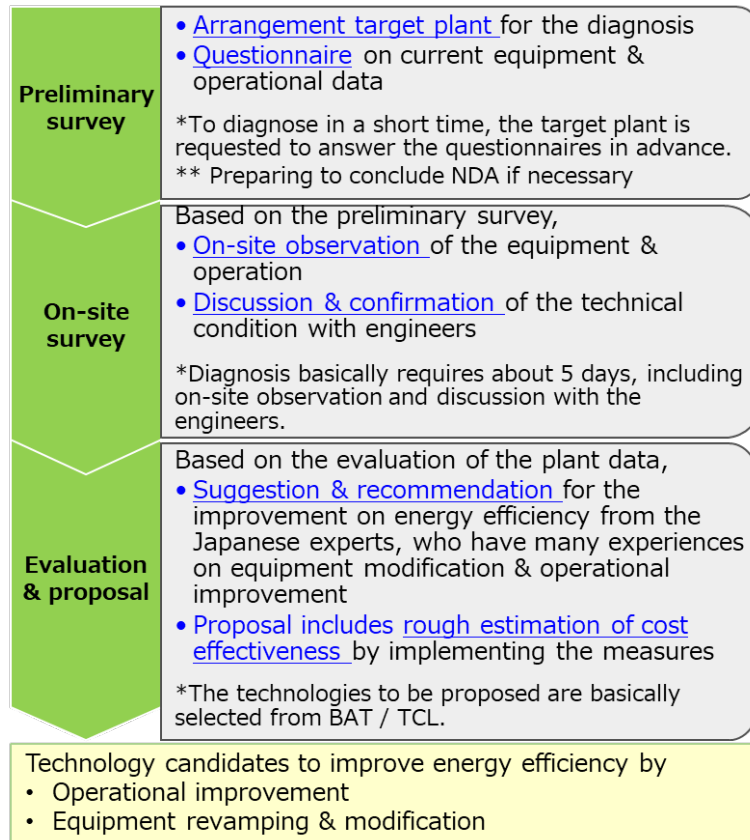 Preliminary
survey
• Arrangement target plant for the diagnosis
• Questionnaire on current equipment &
operational data
*To diagnose in a short time, the target plant is
requested to answer the questionnaires in advance.
** Preparing to conclude NDA if necessary
On-site
survey
Based on the preliminary survey,
• On-site observation of the equipment &
operation
• Discussion & confirmation of the technical
condition with engineers
*Diagnosis basically requires about 5 days, including
on-site observation and discussion with the
engineers.
Evaluation
& proposal
Based on the evaluation of the plant data,
• Suggestion & recommendation for the
improvement on energy efficiency from the
Japanese experts, who have many experiences
on equipment modification & operational
improvement
• Proposal includes rough estimation of cost
effectiveness by implementing the measures
*The technologies to be proposed are basically
selected from BAT / TCL.
Technology candidates to improve energy efficiency by
• Operational improvement
• Equipment revamping & modification